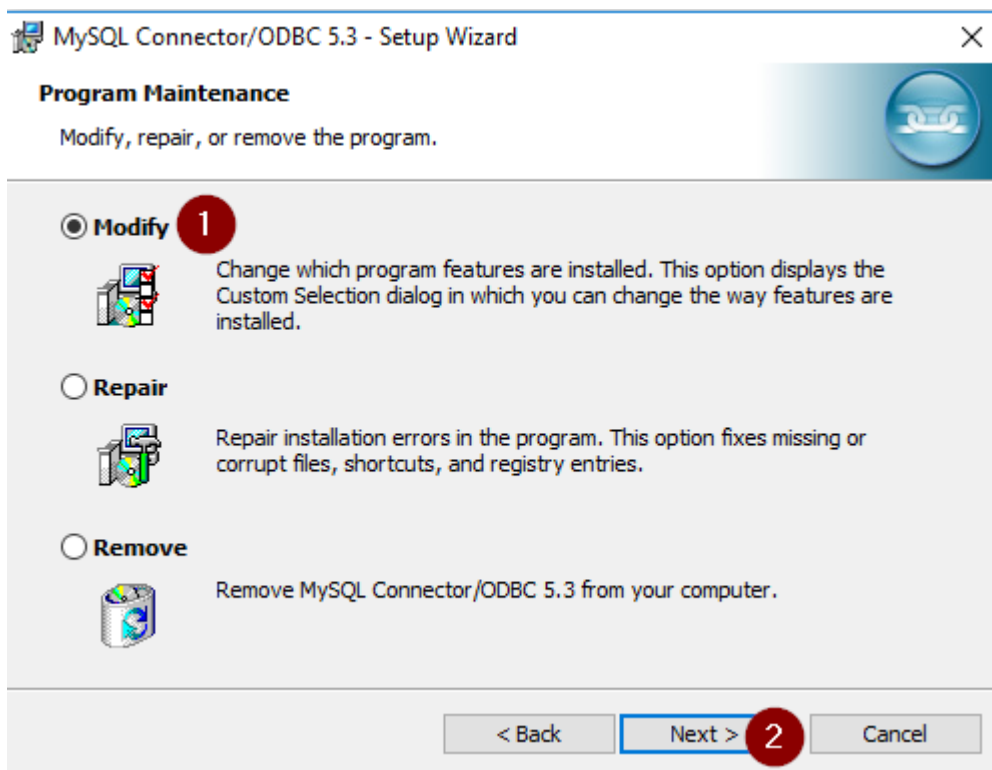 MySQL Connector/ODBC 5.3 - Setup Wizard
Program Maintenance
Modify, repair, or remove the program.
Modify 1
Change which program features are installed. This option displays the
Custom Selection dialog in which you can change the way features are
installed.
Repair
Repair installation errors in the program. This option fixes missing or
corrupt files, shortcuts, and registry entries.
Remove
Remove MySQL Connector/ODBC 5.3 from your computer.
< Back Next > 2 Cancel